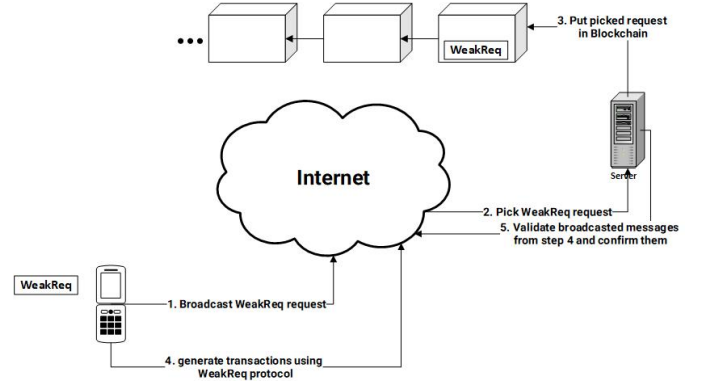 3. Put picked request
in Blockchain
WeakReq
Server
Internet
2. Pick WeakReq request
5. Validate broadcasted messages
from step 4 and confirm them
WeakReq
1. Broadcast WeakReq request
4. generate transactions using
WeakReq protocol